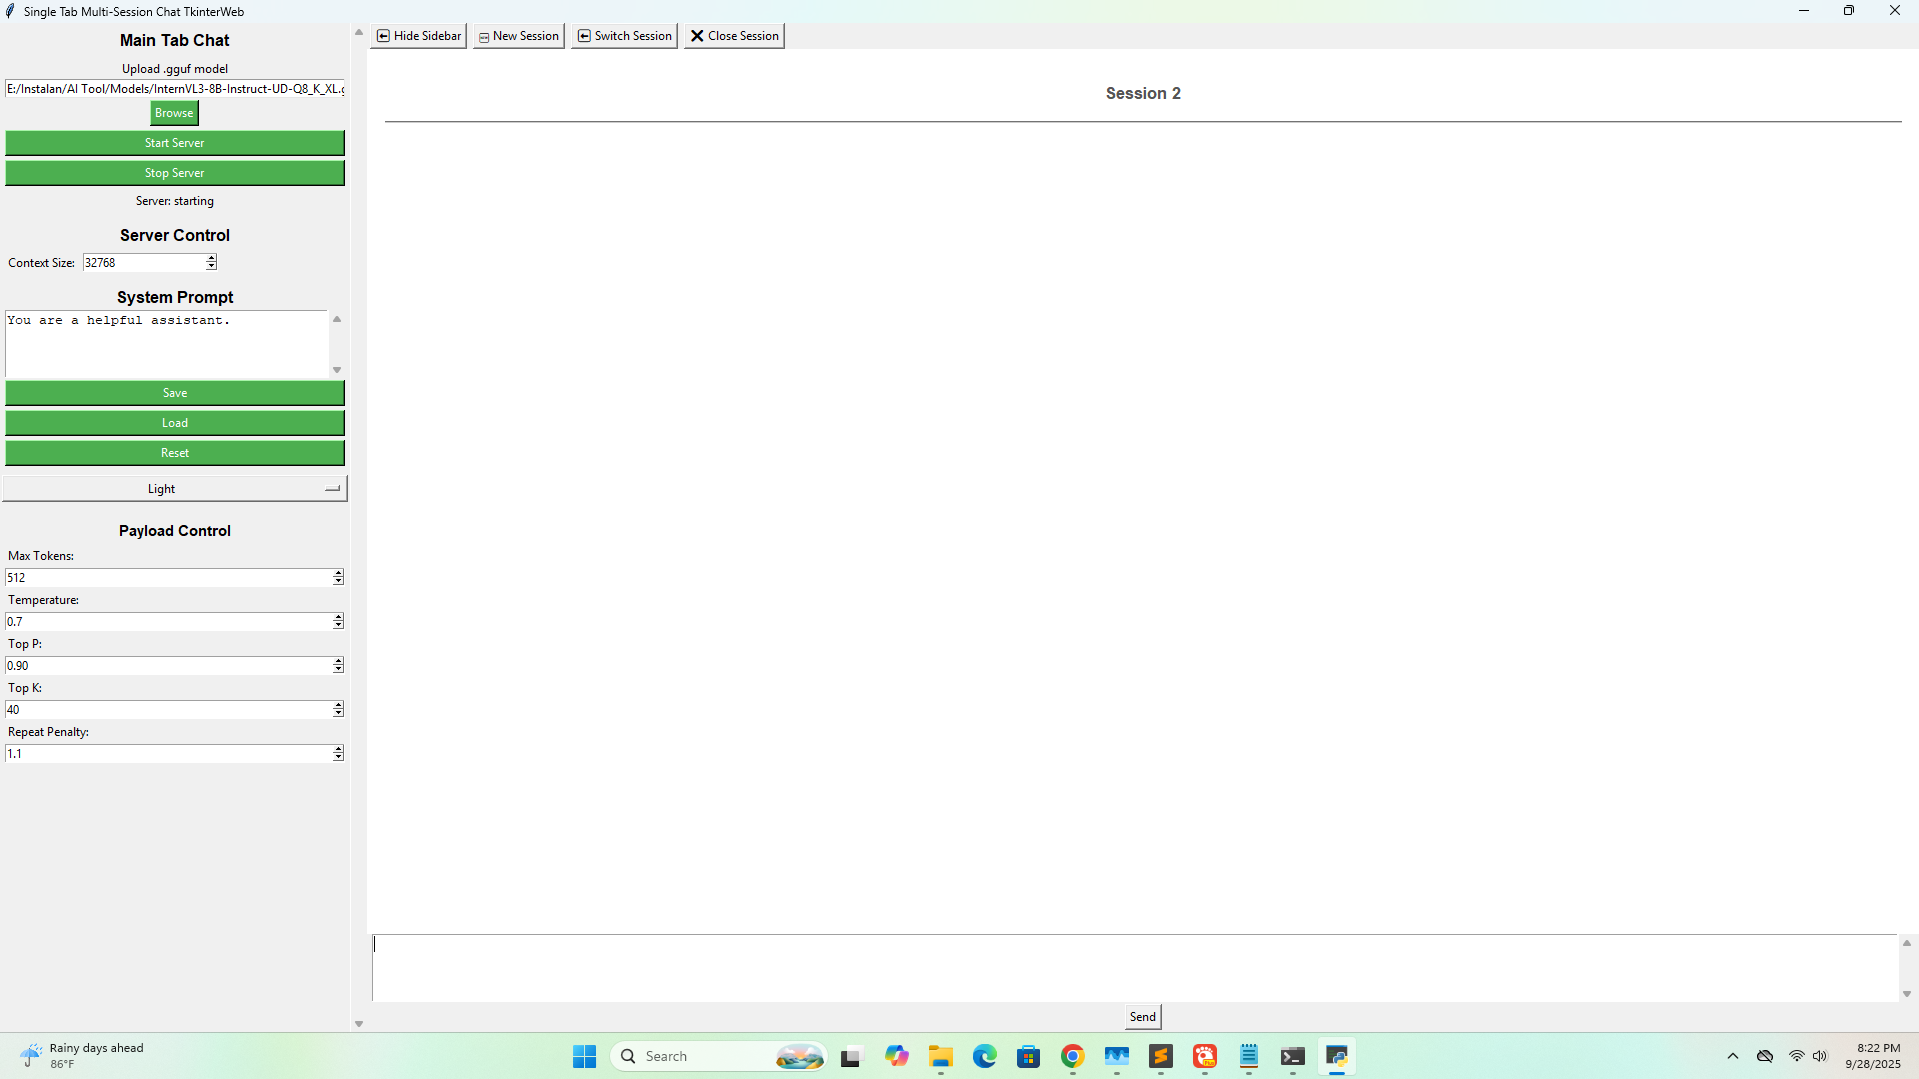 Single Tab Multi-Session Chat TkinterWeb
Main Tab Chat
Upload .gguf model
E:/Instalan/AI Tool/Models/InternVL3-8B-Instruct-UD-Q8_K_XL.g
Browse
Start Server
Stop Server
Server: starting
Server Control
Context Size: 32768
System Prompt
You are a helpful assistant.
Save
Load
Reset
Light
Payload Control
Max Tokens:
512
Temperature:
0.7
Top P:
0.90
Top K:
40
Repeat Penalty:
1.1
Hide Sidebar
New Session
Switch Session
Close Session
Session 2
Send
Rainy days ahead
86°F
Search
8:22 PM
9/28/2025